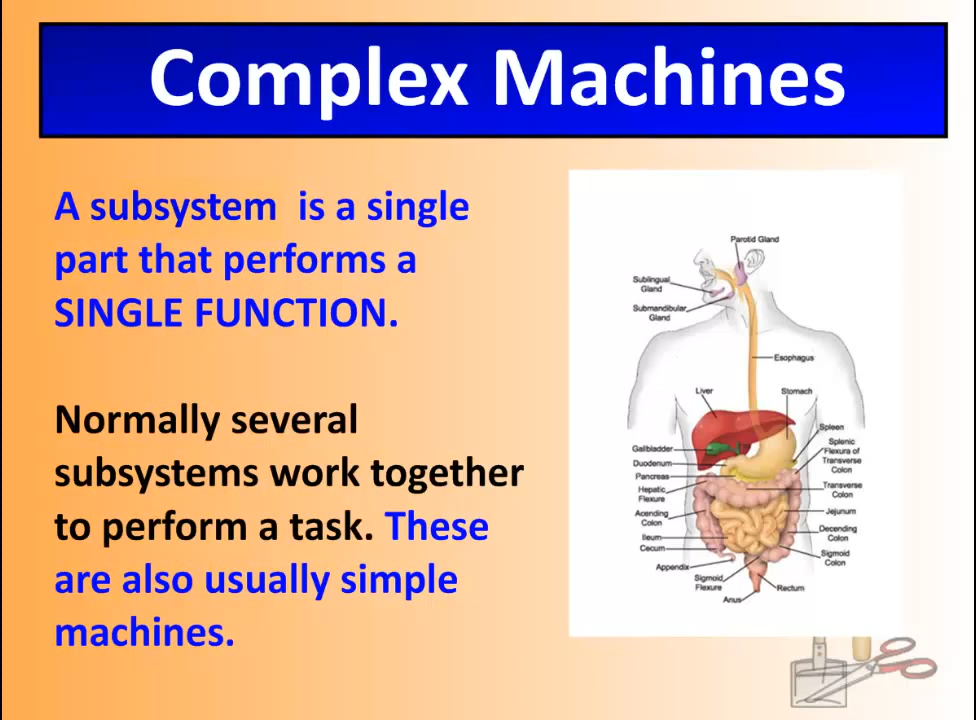 Complex Machines
A subsystem is a single
part that performs a
SINGLE FUNCTION.
Normally several
subsystems work together
to perform a task. These
are also usually simple
machines.
Parotid Gland
Sublingual
Gland
Submandibular
Gland
Esophagus
Liver
Stomach
Spleen
Splenic
Flexura of
Transverse
Colon
Gallbladder
Duodenum
Pancreas
Hepatic
Flexure
Transverse
Colon
Acending
Colon
Jejunum
Decending
Colon
Ileum
Cecum
Sigmoid
Colon
Appendix
Sigmoid
Flexure
Rectum
Anus